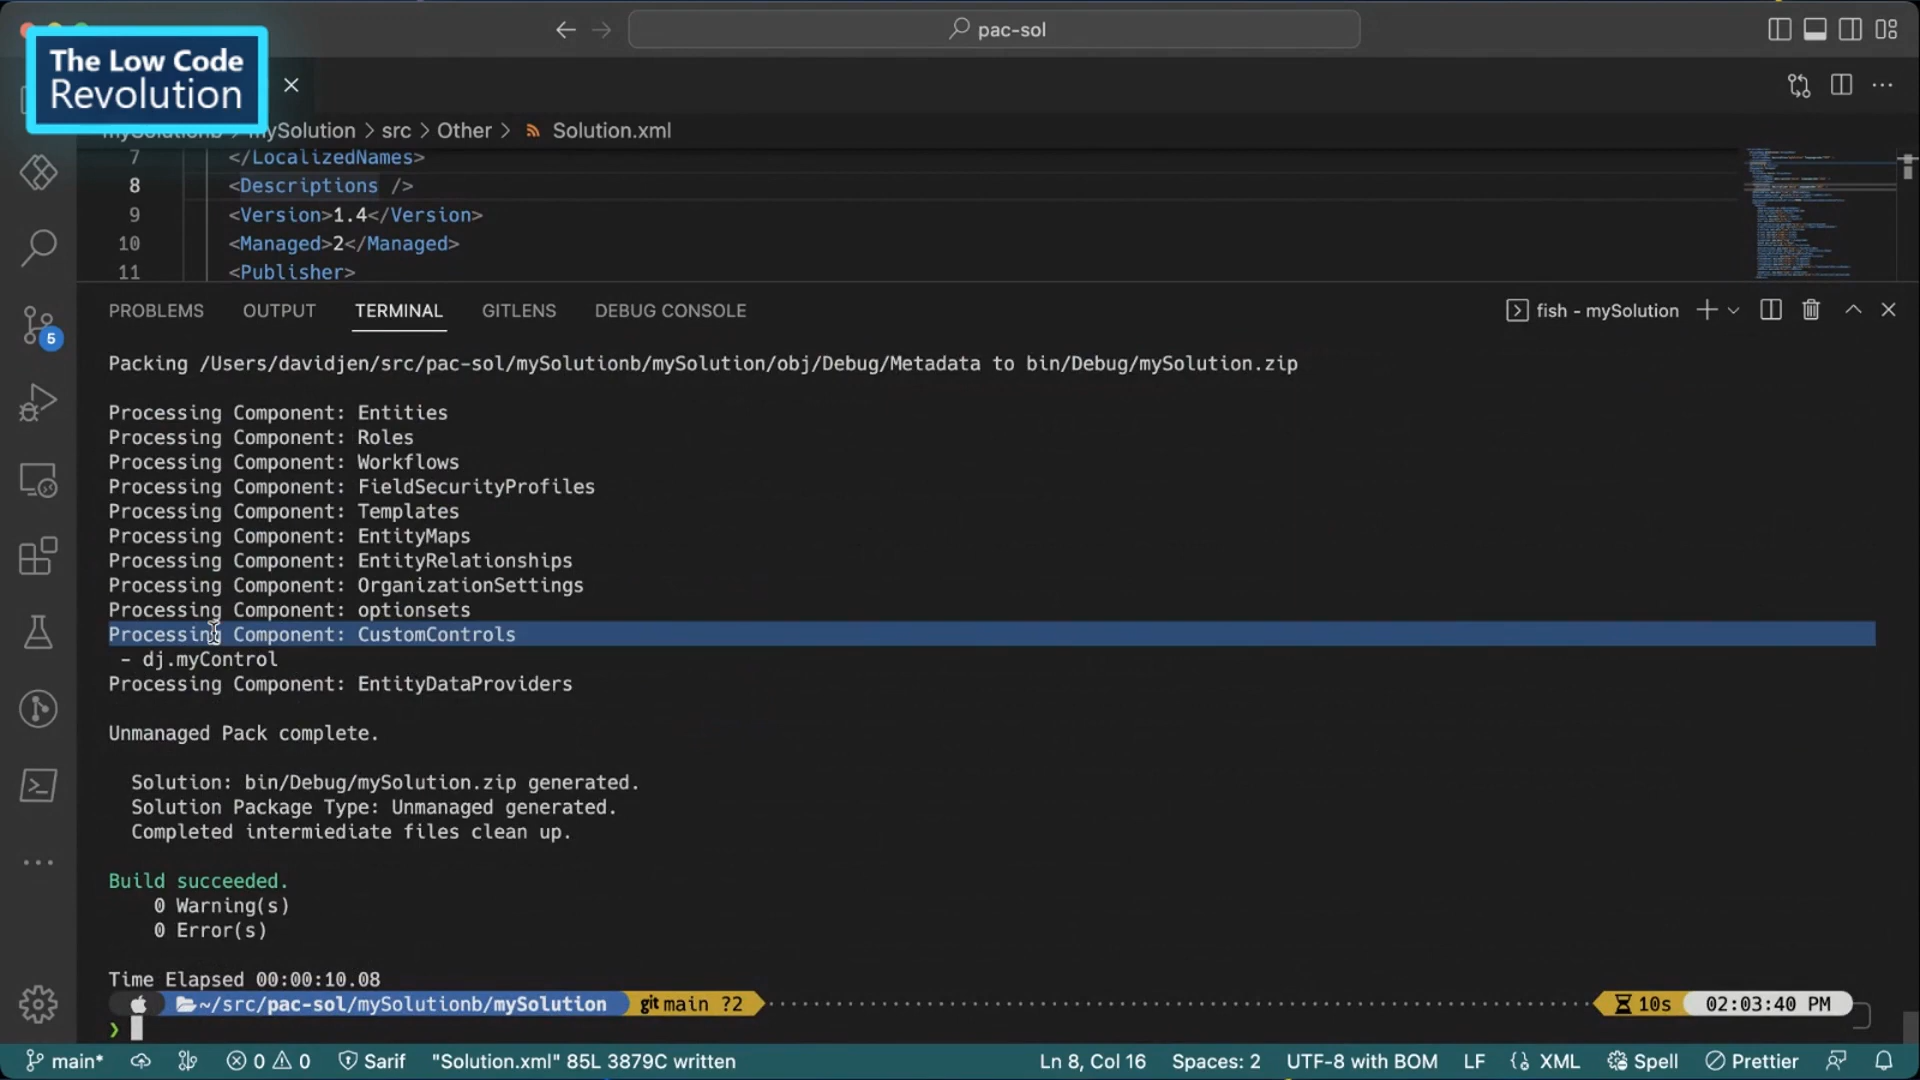 pac-sol
The Low Code
Revolution
mySolutionb > mySolution > src > Other > Solution.xml
7 </LocalizedNames>
8 <Descriptions />
9 <Version>1.4</Version>
10 <Managed>2</Managed>
11 <Publisher>
PROBLEMS OUTPUT TERMINAL GITLENS DEBUG CONSOLE fish - mySolution
Packing /Users/davidjen/src/pac-sol/mySolutionb/mySolution/obj/Debug/Metadata to bin/Debug/mySolution.zip
Processing Component: Entities
Processing Component: Roles
Processing Component: Workflows
Processing Component: FieldSecurityProfiles
Processing Component: Templates
Processing Component: EntityMaps
Processing Component: EntityRelationships
Processing Component: OrganizationSettings
Processing Component: optionsets
Processing Component: CustomControls
- dj.myControl
Processing Component: EntityDataProviders
Unmanaged Pack complete.
Solution: bin/Debug/mySolution.zip generated.
Solution Package Type: Unmanaged generated.
Completed intermiediate files clean up.
Build succeeded.
0 Warning(s)
0 Error(s)
Time Elapsed 00:00:10.08
~/src/pac-sol/mySolutionb/mySolution git main ?2 10s 02:03:40 PM
❯
5
main* 0 0 Sarif "Solution.xml" 85L 3879C written Ln 8, Col 16 Spaces: 2 UTF-8 with BOM LF XML Spell Prettier